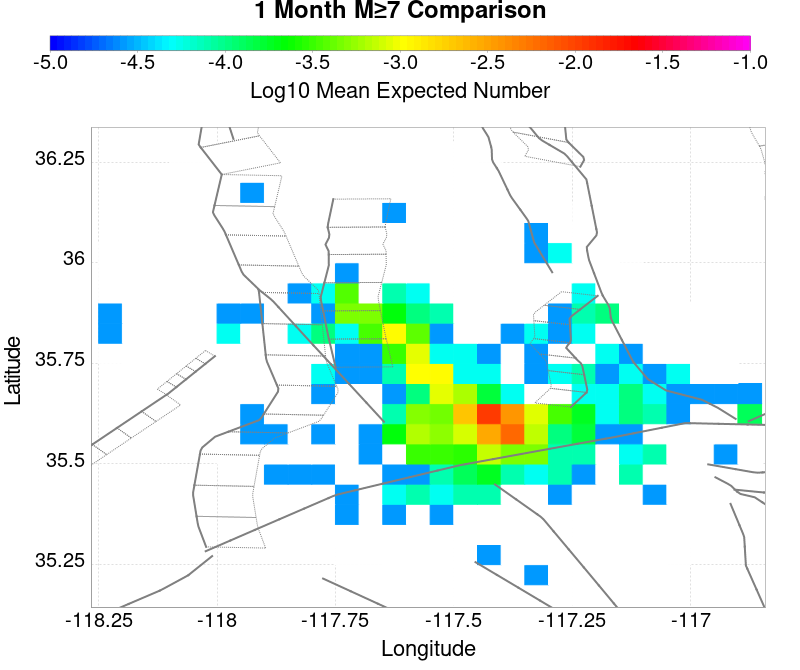 1 Month M≥7 Comparison
-5.0 -4.5 -4.0 -3.5 -3.0 -2.5 -2.0 -1.5 -1.0
Log10 Mean Expected Number
36.25
36
35.75
35.5
35.25
Latitude
-118.25 -118 -117.75 -117.5 -117.25 -117
Longitude